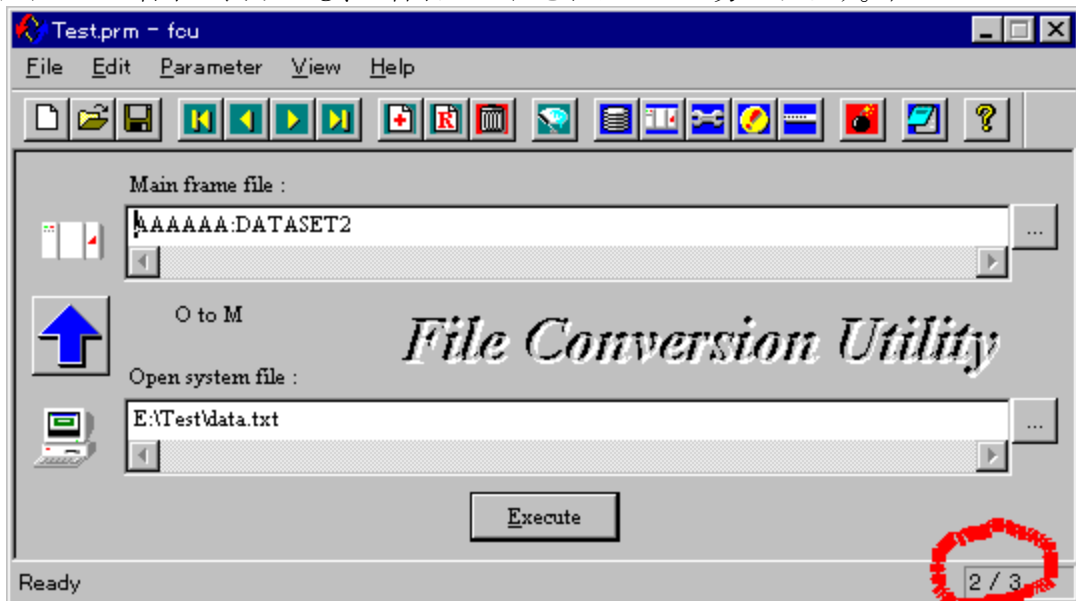 Test.prm - fcu
File Edit Parameter View Help
Main frame file :
AAAAAA:DATASET2
...
O to M
File Conversion Utility
Open system file :
E:\Test\data.txt
...
Execute
Ready
2 / 3